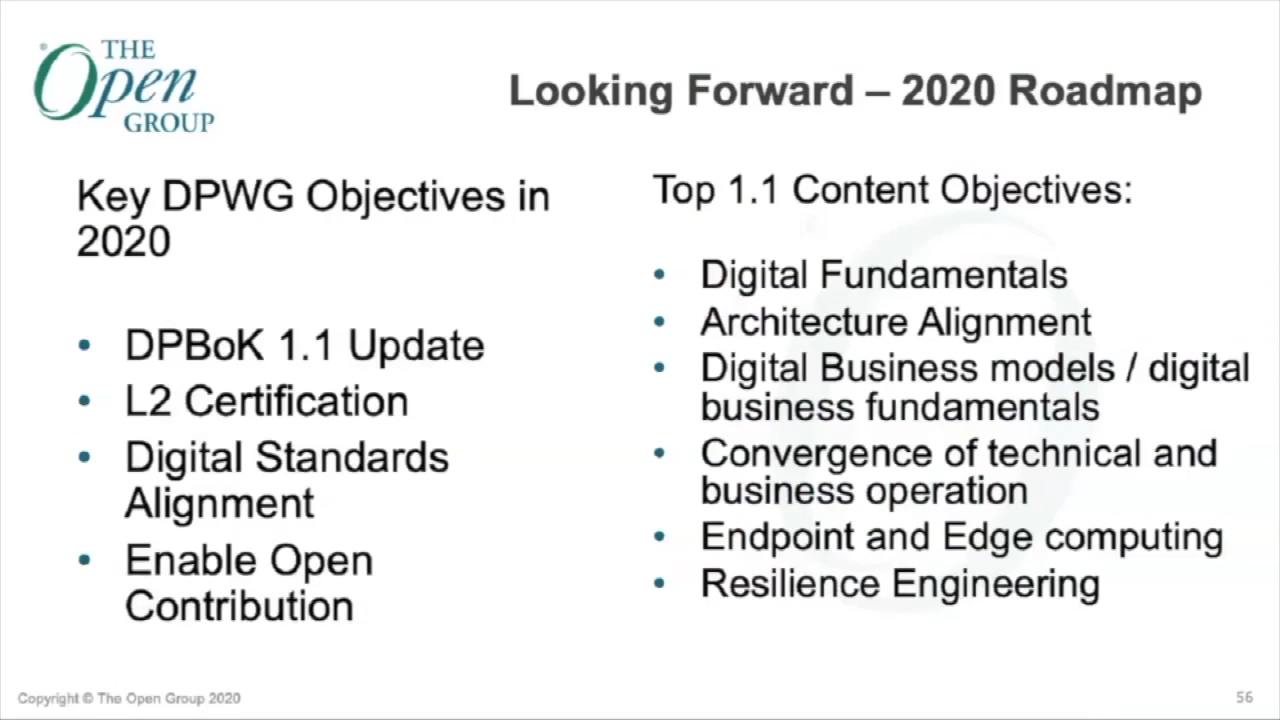 THE
Open
GROUP
Looking Forward – 2020 Roadmap
Key DPWG Objectives in
2020
• DPBoK 1.1 Update
• L2 Certification
• Digital Standards
Alignment
• Enable Open
Contribution
Top 1.1 Content Objectives:
• Digital Fundamentals
• Architecture Alignment
• Digital Business models / digital
business fundamentals
• Convergence of technical and
business operation
• Endpoint and Edge computing
• Resilience Engineering
Copyright © The Open Group 2020
56